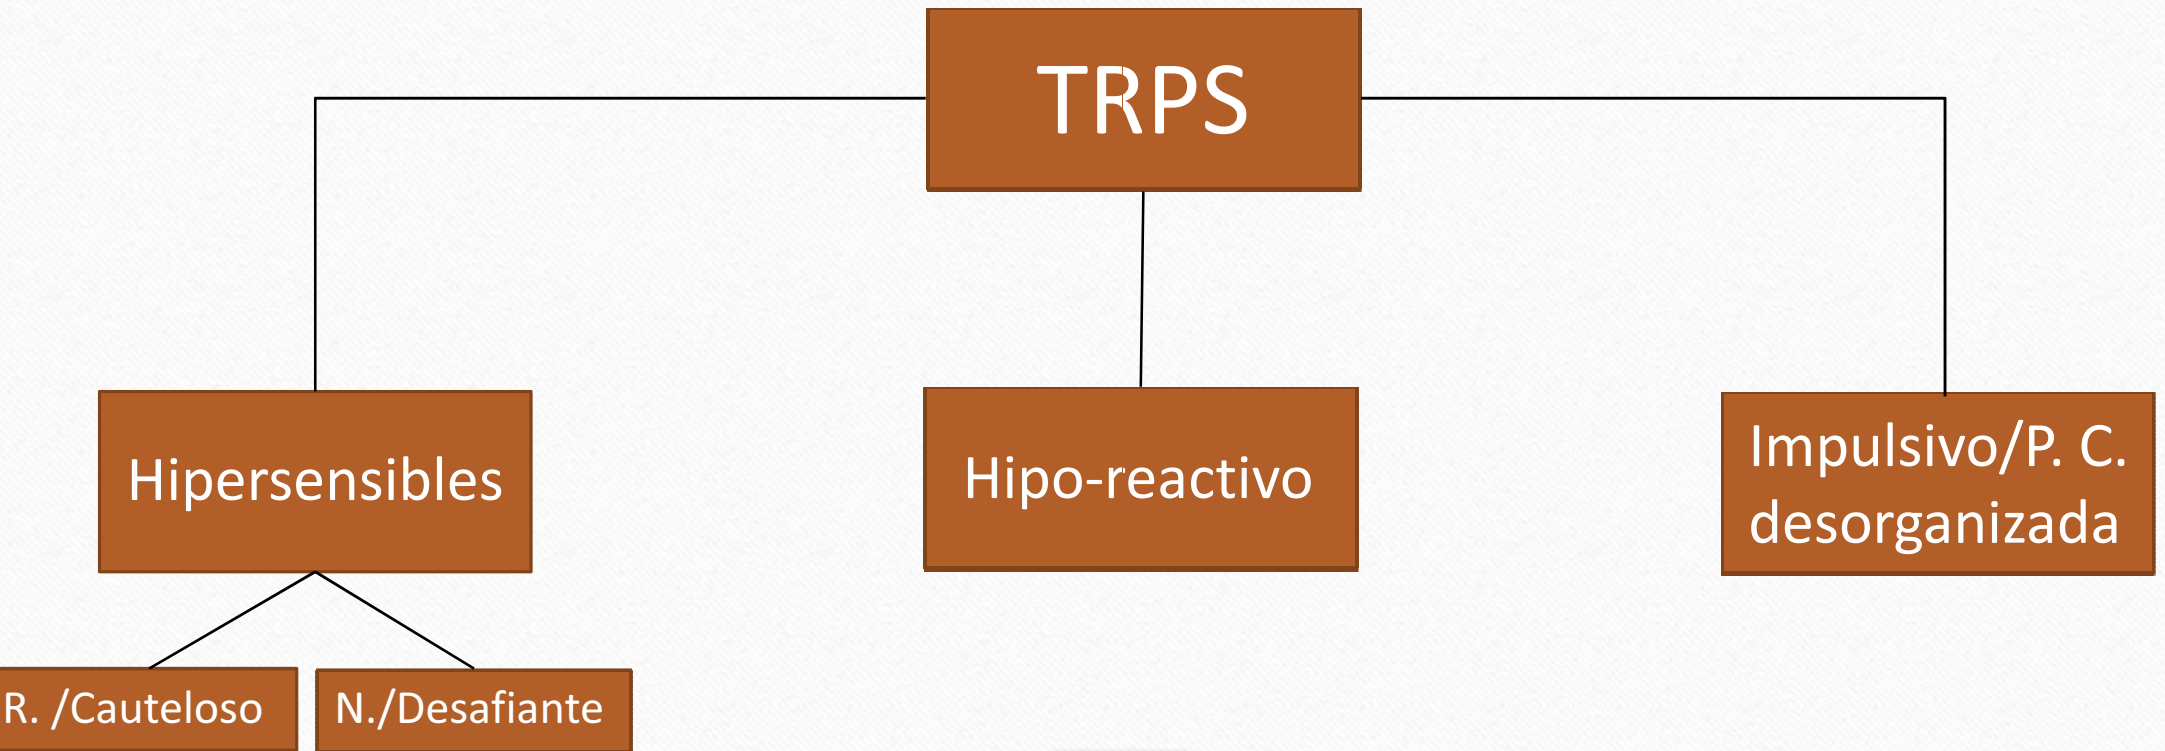 TRPS
Hipersensibles
Hipo-reactivo
Impulsivo/P. C.
desorganizada
R. /Cauteloso
N./Desafiante